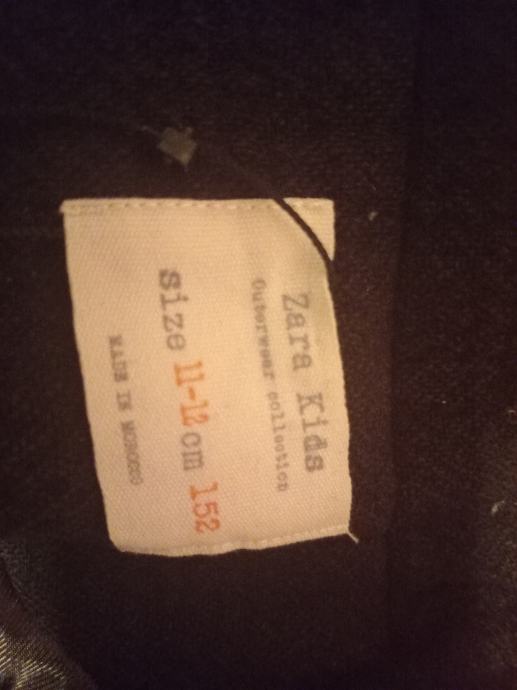 Zara Kids
Outerwear collection
size 11-12 cm 152
MADE IN MOROCCO